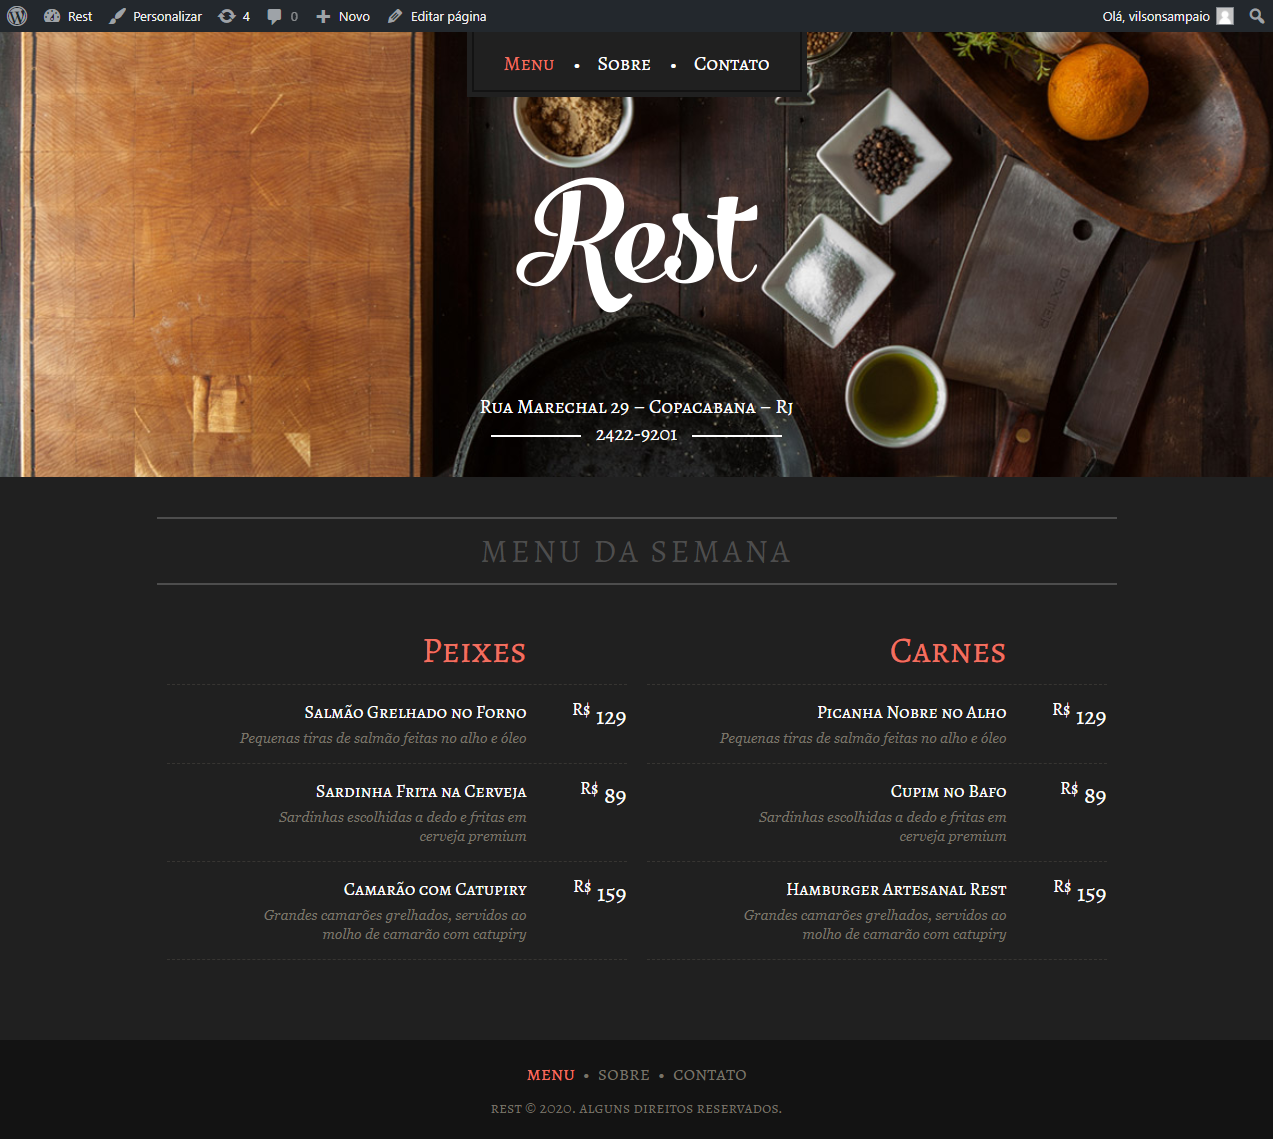 Rest Personalizar 4 0 Novo Editar página Olá, vilsonsampaio
Menu • Sobre • Contato
Rest
Rua Marechal 29 – Copacabana – Rj
2422-9201
MENU DA SEMANA
Peixes
Salmão Grelhado no Forno R$ 129
Pequenas tiras de salmão feitas no alho e óleo
Sardinha Frita na Cerveja R$ 89
Sardinhas escolhidas a dedo e fritas em
cerveja premium
Camarão com Catupiry R$ 159
Grandes camarões grelhados, servidos ao
molho de camarão com catupiry
Carnes
Picanha Nobre no Alho R$ 129
Pequenas tiras de salmão feitas no alho e óleo
Cupim no Bafo R$ 89
Sardinhas escolhidas a dedo e fritas em
cerveja premium
Hamburger Artesanal Rest R$ 159
Grandes camarões grelhados, servidos ao
molho de camarão com catupiry
MENU • SOBRE • CONTATO
REST © 2020. ALGUNS DIREITOS RESERVADOS.